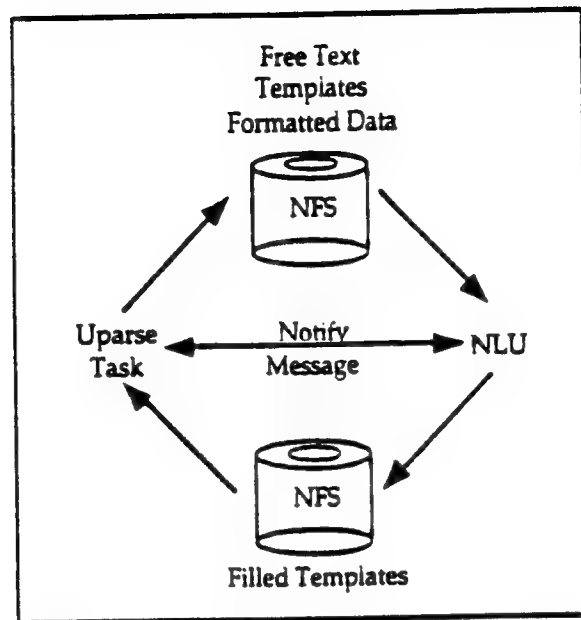 Free Text
Templates
Formatted Data
NFS
Uparse
Task
Notify
Message
NLU
NFS
Filled Templates